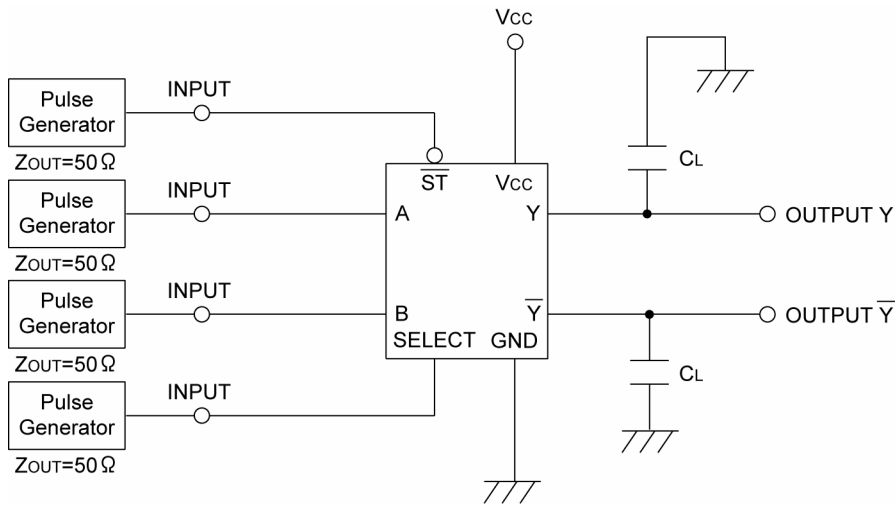 VCC
INPUT
Pulse
Generator
ZOUT=50Ω
CL
S̅T̅
VCC
INPUT
Pulse
Generator
ZOUT=50Ω
A
Y
OUTPUT Y
INPUT
Pulse
Generator
ZOUT=50Ω
B
Y̅
OUTPUT Y̅
SELECT
GND
INPUT
Pulse
Generator
ZOUT=50Ω
CL